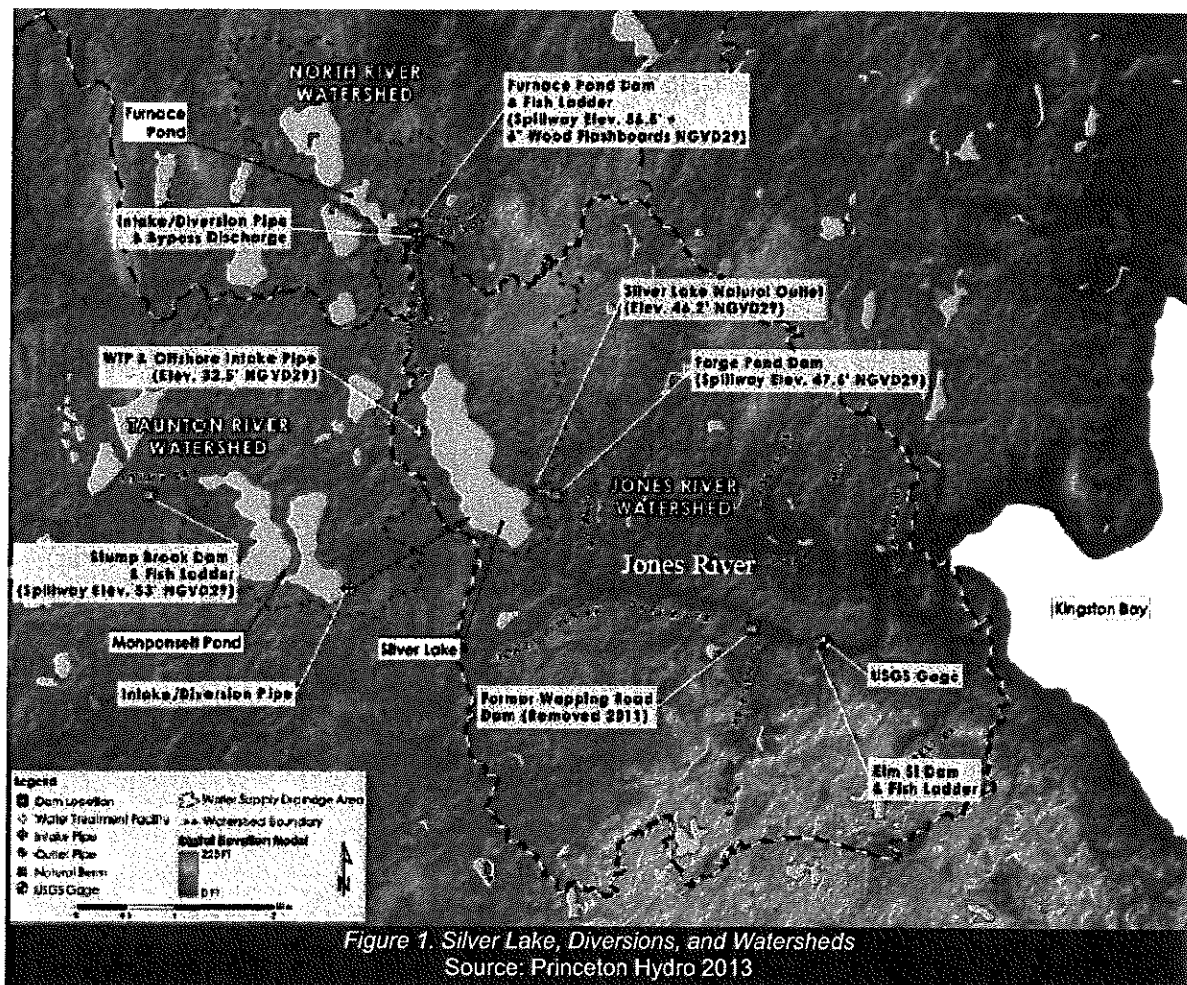 NORTH RIVER
WATERSHED
Furnace
Pond
Furnace Pond Dam
& Fish Ladder
(Spillway Elev. 56.5' +
6" Wood Flashboards NGVD29)
Intake/Diversion Pipe
& Bypass Discharge
Silver Lake Natural Outlet
(Elev. 46.2' NGVD29)
WTP & Offshore Intake Pipe
(Elev. 32.5' NGVD29)
Forge Pond Dam
(Spillway Elev. 47.6' NGVD29)
TAUNTON RIVER
WATERSHED
JONES RIVER
WATERSHED
Stump Brook Dam
& Fish Ladder
(Spillway Elev. 53' NGVD29)
Jones River
Kingston Bay
Monponsett Pond
Silver Lake
USGS Gage
Intake/Diversion Pipe
Former Wapping Road
Dam (Removed 2011)
Elm St Dam
& Fish Ladder
Legend
Dam Location
Water Treatment Facility
Intake Pipe
Outlet Pipe
Natural Berm
USGS Gage
Water Supply Drainage Area
Watershed Boundary
Digital Elevation Model
225 FT
0 FT
N
Figure 1. Silver Lake, Diversions, and Watersheds
Source: Princeton Hydro 2013